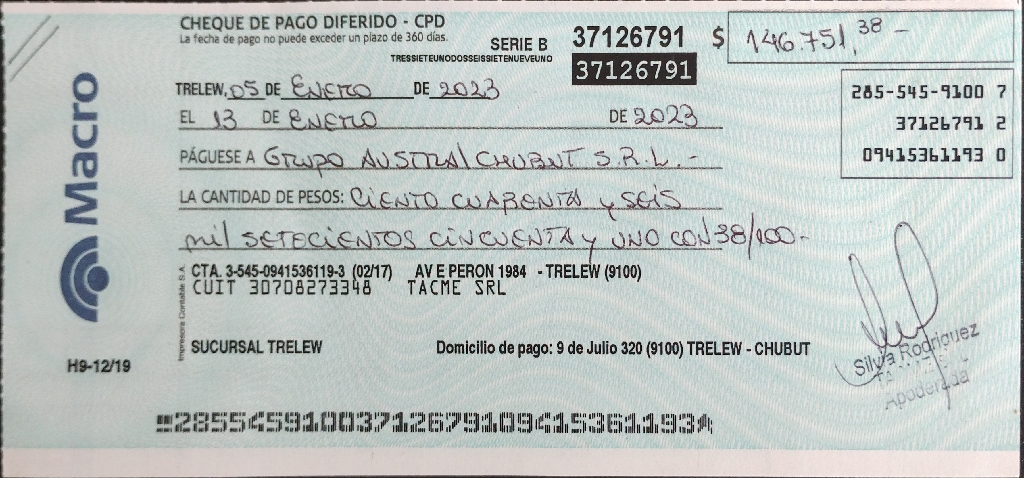 CHEQUE DE PAGO DIFERIDO - CPD
La fecha de pago no puede exceder un plazo de 360 días.
SERIE B 37126791 $ 146.751,38 -
TRESSIETEUNODOSSEISSIETENUEVEUNO
37126791
TRELEW, 05 DE ENERO DE 2023
EL 13 DE ENERO DE 2023
285-545-9100 7
37126791 2
09415361193 0
PÁGUESE A GRUPO AUSTRAL CHUBUT S.R.L.-
LA CANTIDAD DE PESOS: CIENTO CUARENTA y SEIS
mil SETECIENTOS CINCUENTA y UNO CON 38/100-
CTA. 3-545-0941536119-3 (02/17) AV E PERON 1984 - TRELEW (9100)
CUIT 30708273348 TACME SRL
SUCURSAL TRELEW
Domicilio de pago: 9 de Julio 320 (9100) TRELEW - CHUBUT
Macro
H9-12/19
Impresora Contable S.A.
Silvia Rodriguez
Apoderada
28554591003712679109415361193